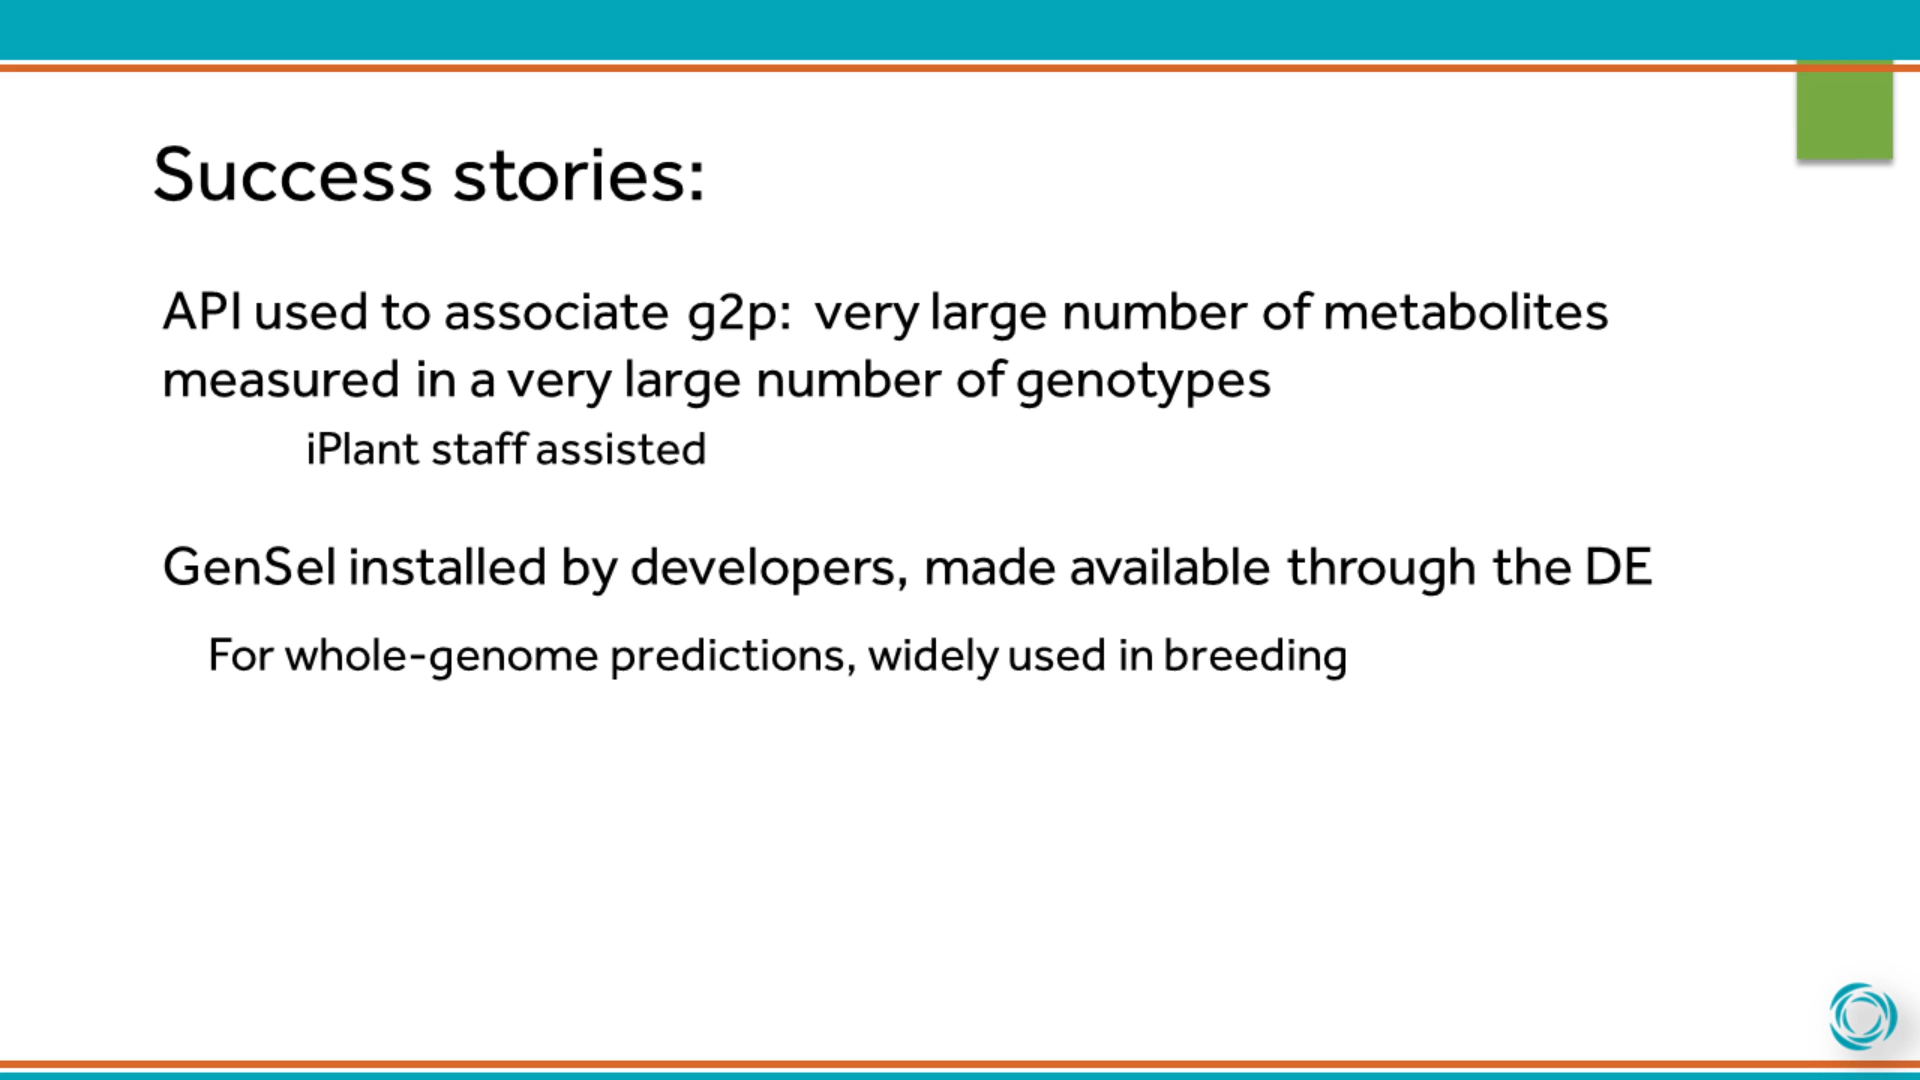 Success stories:
API used to associate g2p: very large number of metabolites
measured in a very large number of genotypes
iPlant staff assisted
GenSel installed by developers, made available through the DE
For whole-genome predictions, widely used in breeding